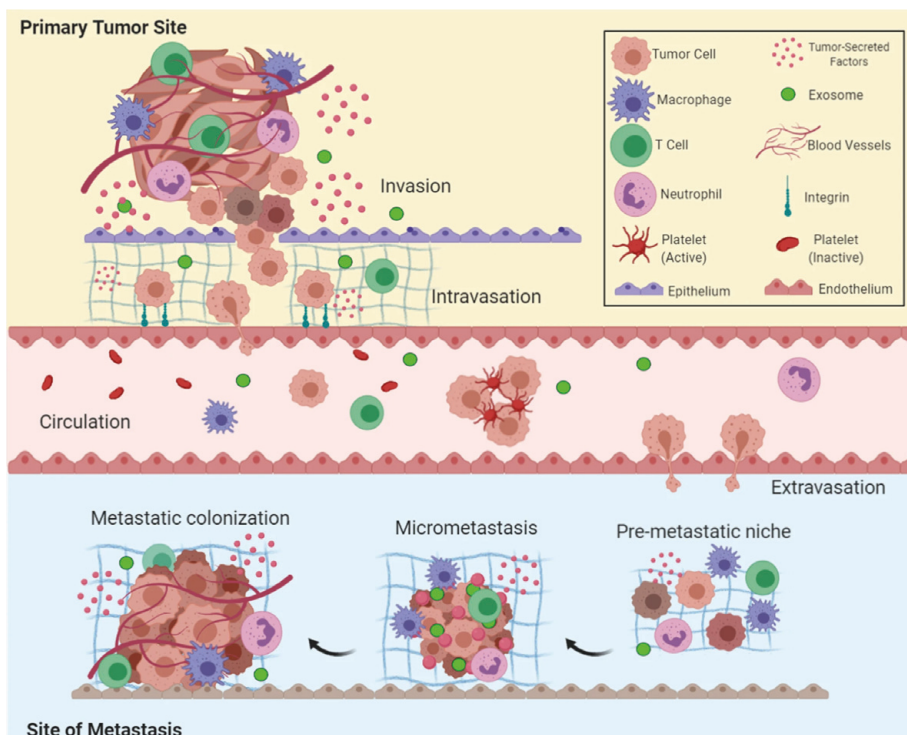 Primary Tumor Site
Tumor Cell
Tumor-Secreted
Factors
Macrophage
Exosome
T Cell
Blood Vessels
Neutrophil
Integrin
Platelet
(Active)
Platelet
(Inactive)
Epithelium
Endothelium
Invasion
Intravasation
Circulation
Extravasation
Metastatic colonization
Micrometastasis
Pre-metastatic niche
Site of Metastasis